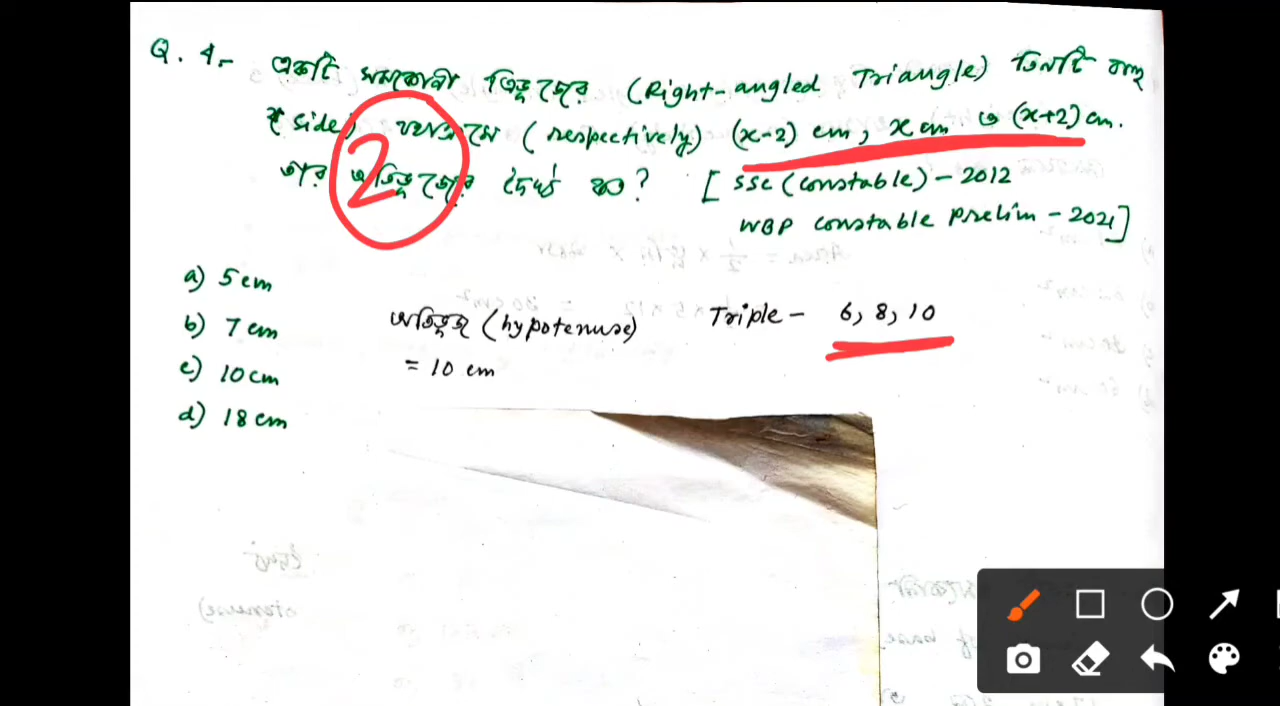 Q. 4.- একটি সমকোণী ত্রিভুজের (Right-angled Triangle) তিনটি বাহু
(side) যথাক্রমে (respectively) (x-2) cm, x cm ও (x+2) cm.
তার অতিভুজের দৈর্ঘ্য কত? [SSC (constable) - 2012
WBP constable prelim - 2021]
2
a) 5 cm
b) 7 cm
c) 10 cm
d) 18 cm
অতিভুজ (hypotenuse)
= 10 cm
Triple - 6, 8, 10